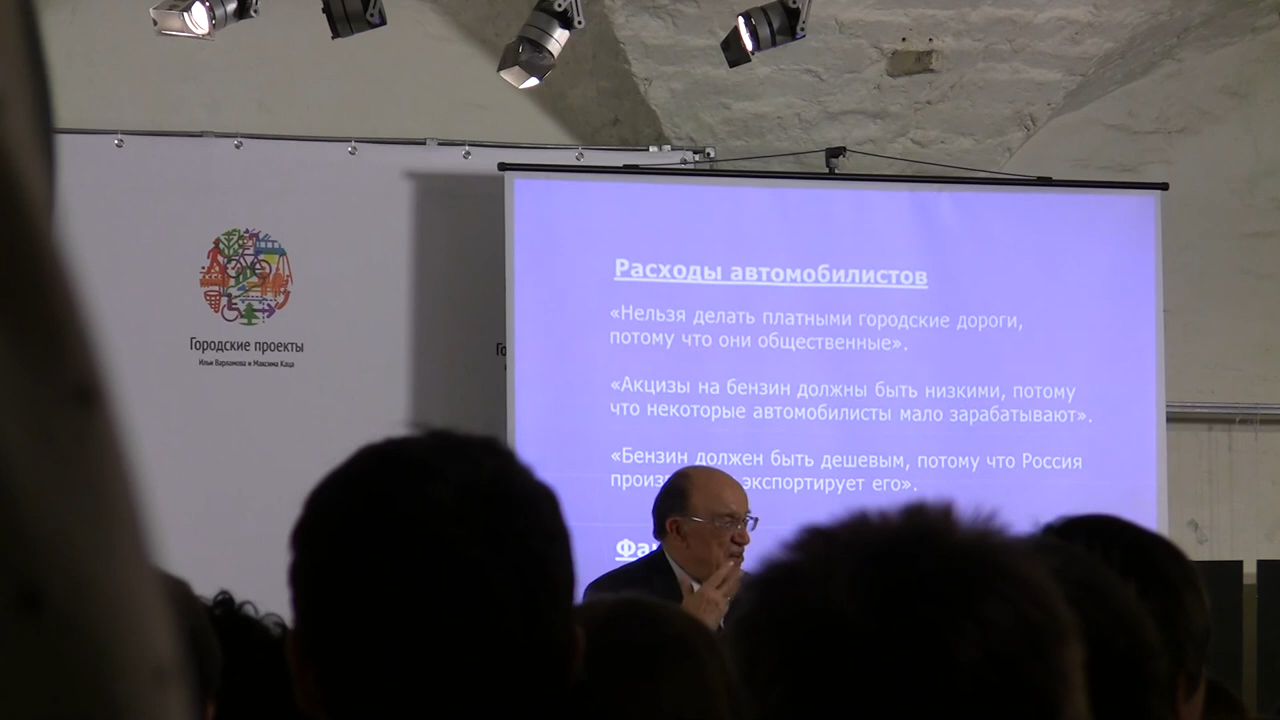 Городские проекты
Ильи Варламова и Максима Каца
Расходы автомобилистов
«Нельзя делать платными городские дороги,
потому что они общественные».
«Акцизы на бензин должны быть низкими, потому
что некоторые автомобилисты мало зарабатывают».
«Бензин должен быть дешевым, потому что Россия
экспортирует его».